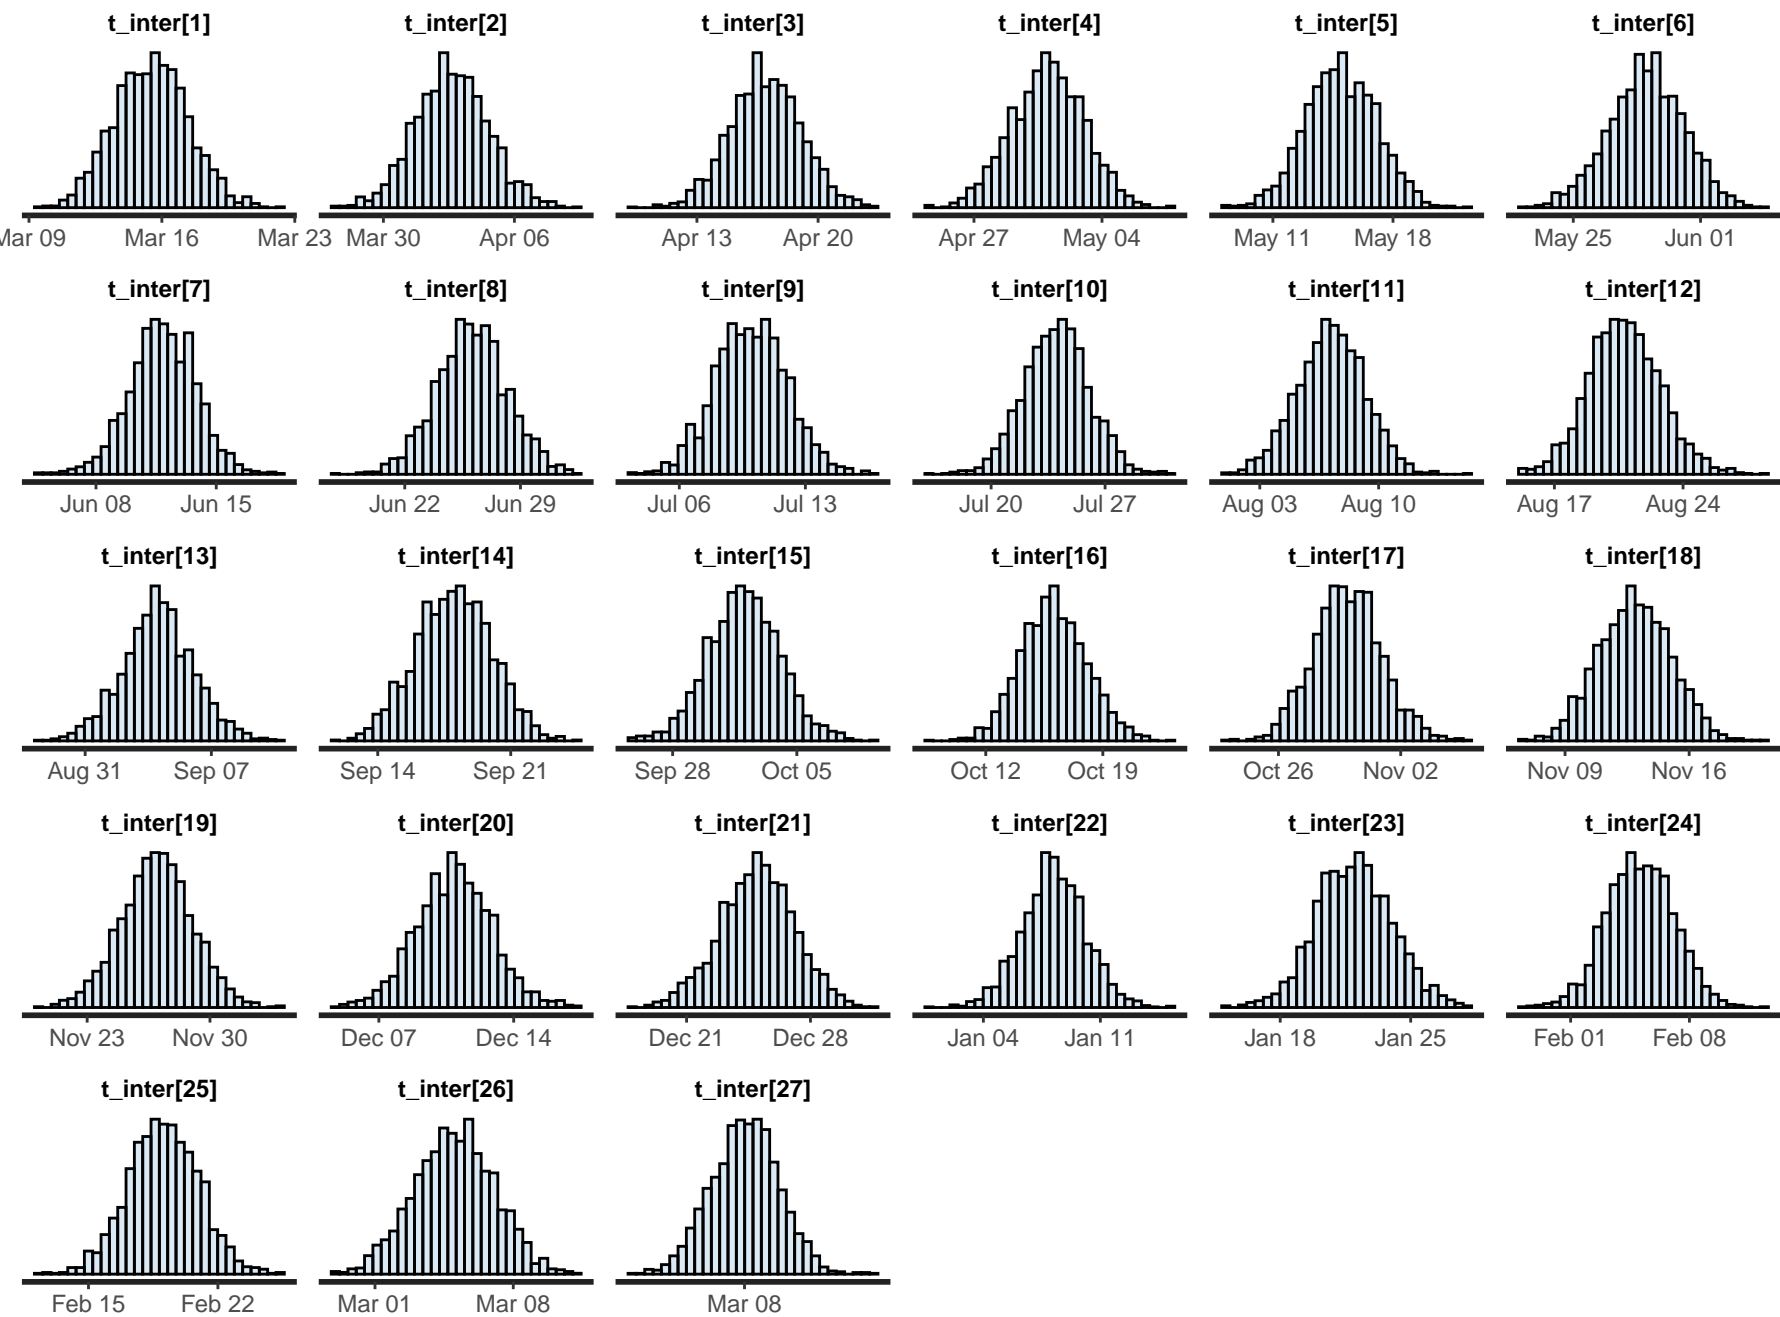 t_inter[1] t_inter[2] t_inter[3] t_inter[4] t_inter[5] t_inter[6]
Mar 09 Mar 16 Mar 23 Mar 30 Apr 06 Apr 13 Apr 20 Apr 27 May 04 May 11 May 18 May 25 Jun 01
t_inter[7] t_inter[8] t_inter[9] t_inter[10] t_inter[11] t_inter[12]
Jun 08 Jun 15 Jun 22 Jun 29 Jul 06 Jul 13 Jul 20 Jul 27 Aug 03 Aug 10 Aug 17 Aug 24
t_inter[13] t_inter[14] t_inter[15] t_inter[16] t_inter[17] t_inter[18]
Aug 31 Sep 07 Sep 14 Sep 21 Sep 28 Oct 05 Oct 12 Oct 19 Oct 26 Nov 02 Nov 09 Nov 16
t_inter[19] t_inter[20] t_inter[21] t_inter[22] t_inter[23] t_inter[24]
Nov 23 Nov 30 Dec 07 Dec 14 Dec 21 Dec 28 Jan 04 Jan 11 Jan 18 Jan 25 Feb 01 Feb 08
t_inter[25] t_inter[26] t_inter[27]
Feb 15 Feb 22 Mar 01 Mar 08 Mar 08